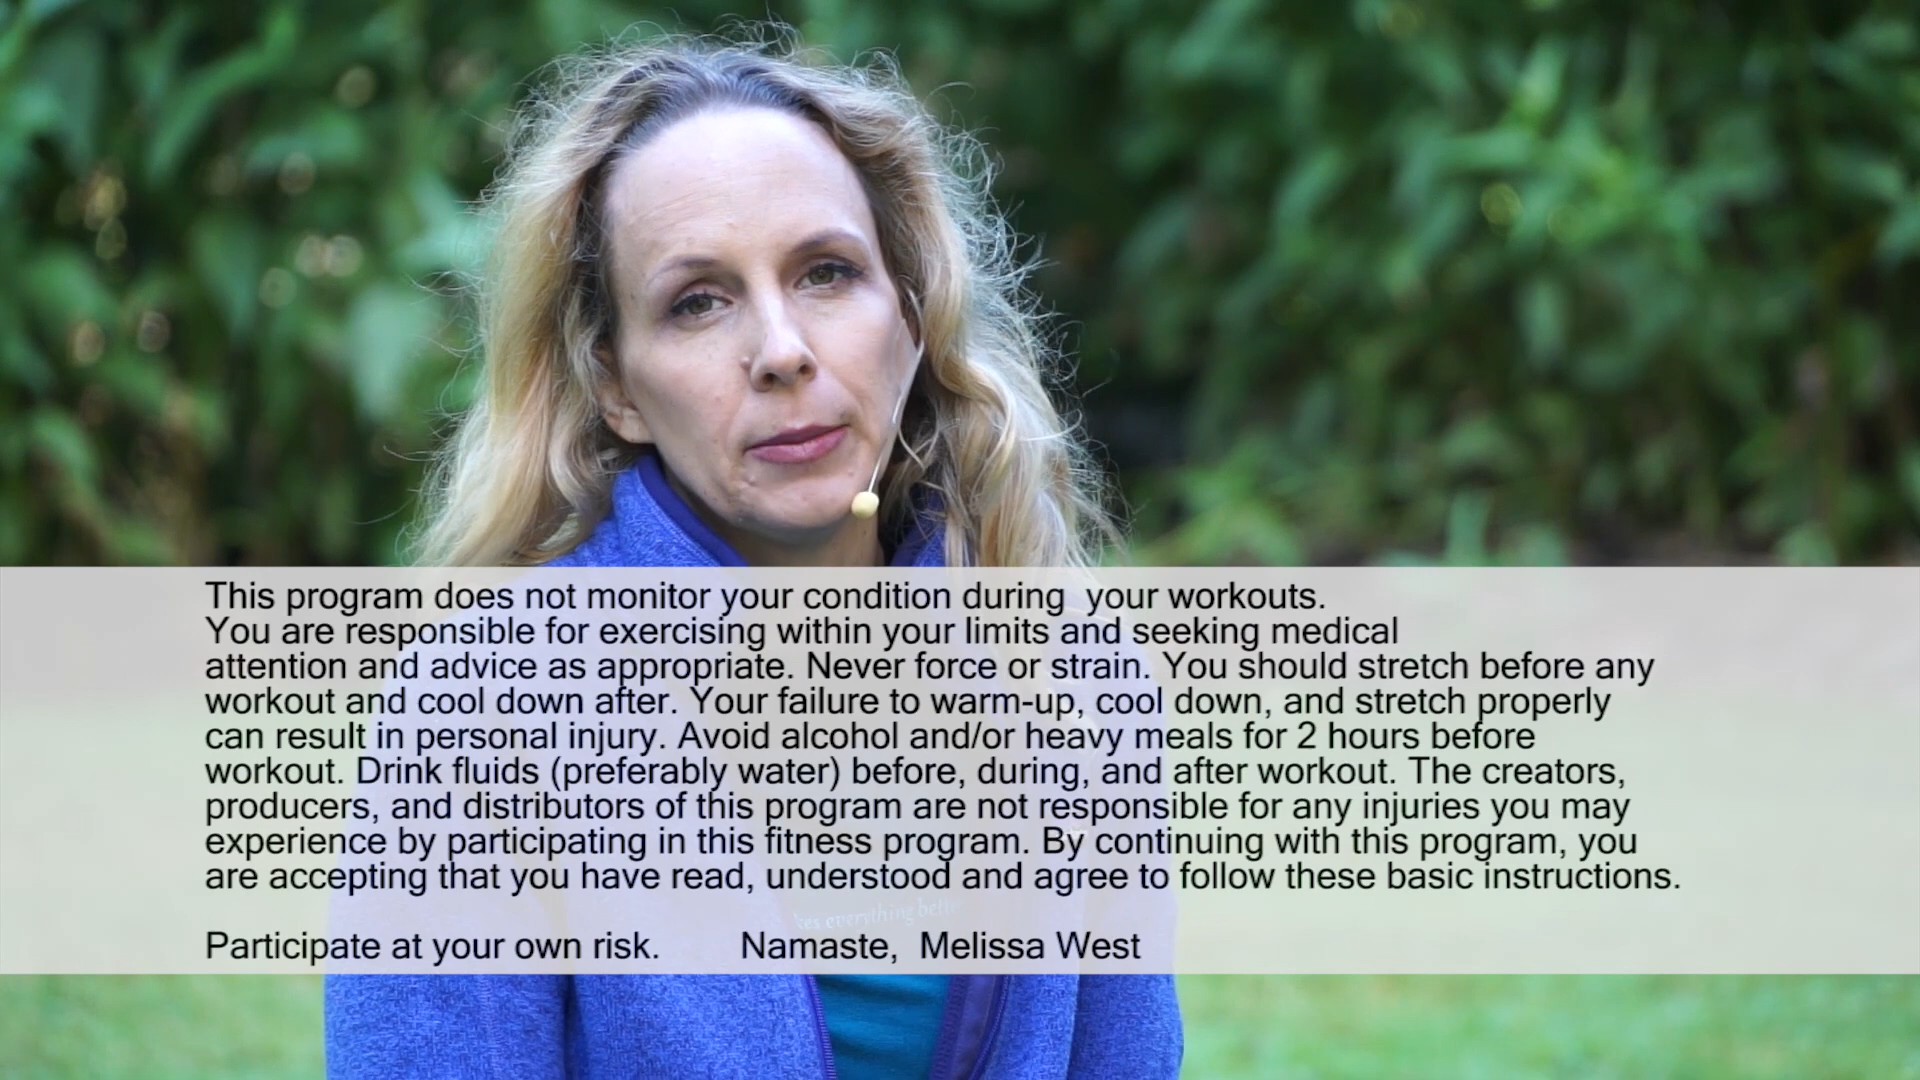 This program does not monitor your condition during  your workouts.
You are responsible for exercising within your limits and seeking medical
attention and advice as appropriate. Never force or strain. You should stretch before any
workout and cool down after. Your failure to warm-up, cool down, and stretch properly
can result in personal injury. Avoid alcohol and/or heavy meals for 2 hours before
workout. Drink fluids (preferably water) before, during, and after workout. The creators,
producers, and distributors of this program are not responsible for any injuries you may
experience by participating in this fitness program. By continuing with this program, you
are accepting that you have read, understood and agree to follow these basic instructions.
everything
Participate at your own risk.        Namaste,  Melissa West